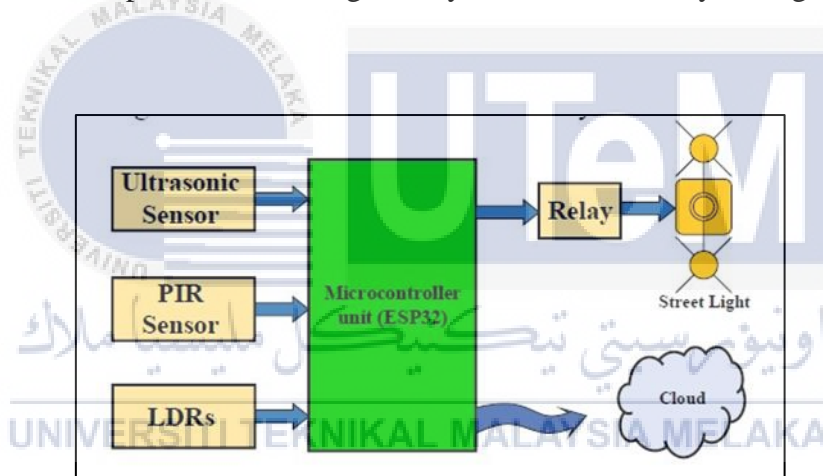 UNIVERSITI TEKNIKAL MALAYSIA MELAKA
UTeM
Ultrasonic
Sensor
PIR
Sensor
LDRs
Microcontroller
unit (ESP32)
Relay
Street Light
Cloud
اونيۏرسيتي تيكنيكل مليسيا ملاك
UNIVERSITI TEKNIKAL MALAYSIA MELAKA